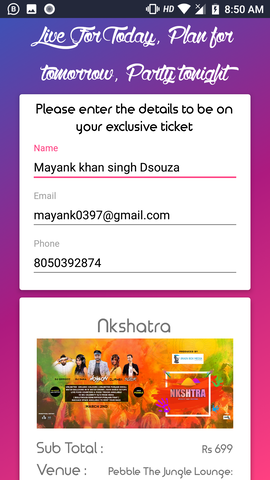 HD 8:50 AM
Live For Today, Plan for
tomorrow, Party tonight
Please enter the details to be on
your exclusive ticket
Name
Mayank khan singh Dsouza
Email
mayank0397@gmail.com
Phone
8050392874
Nkshatra
NKSHTRA
Sub Total :
Rs 699
Venue :
Pebble The Jungle Lounge: